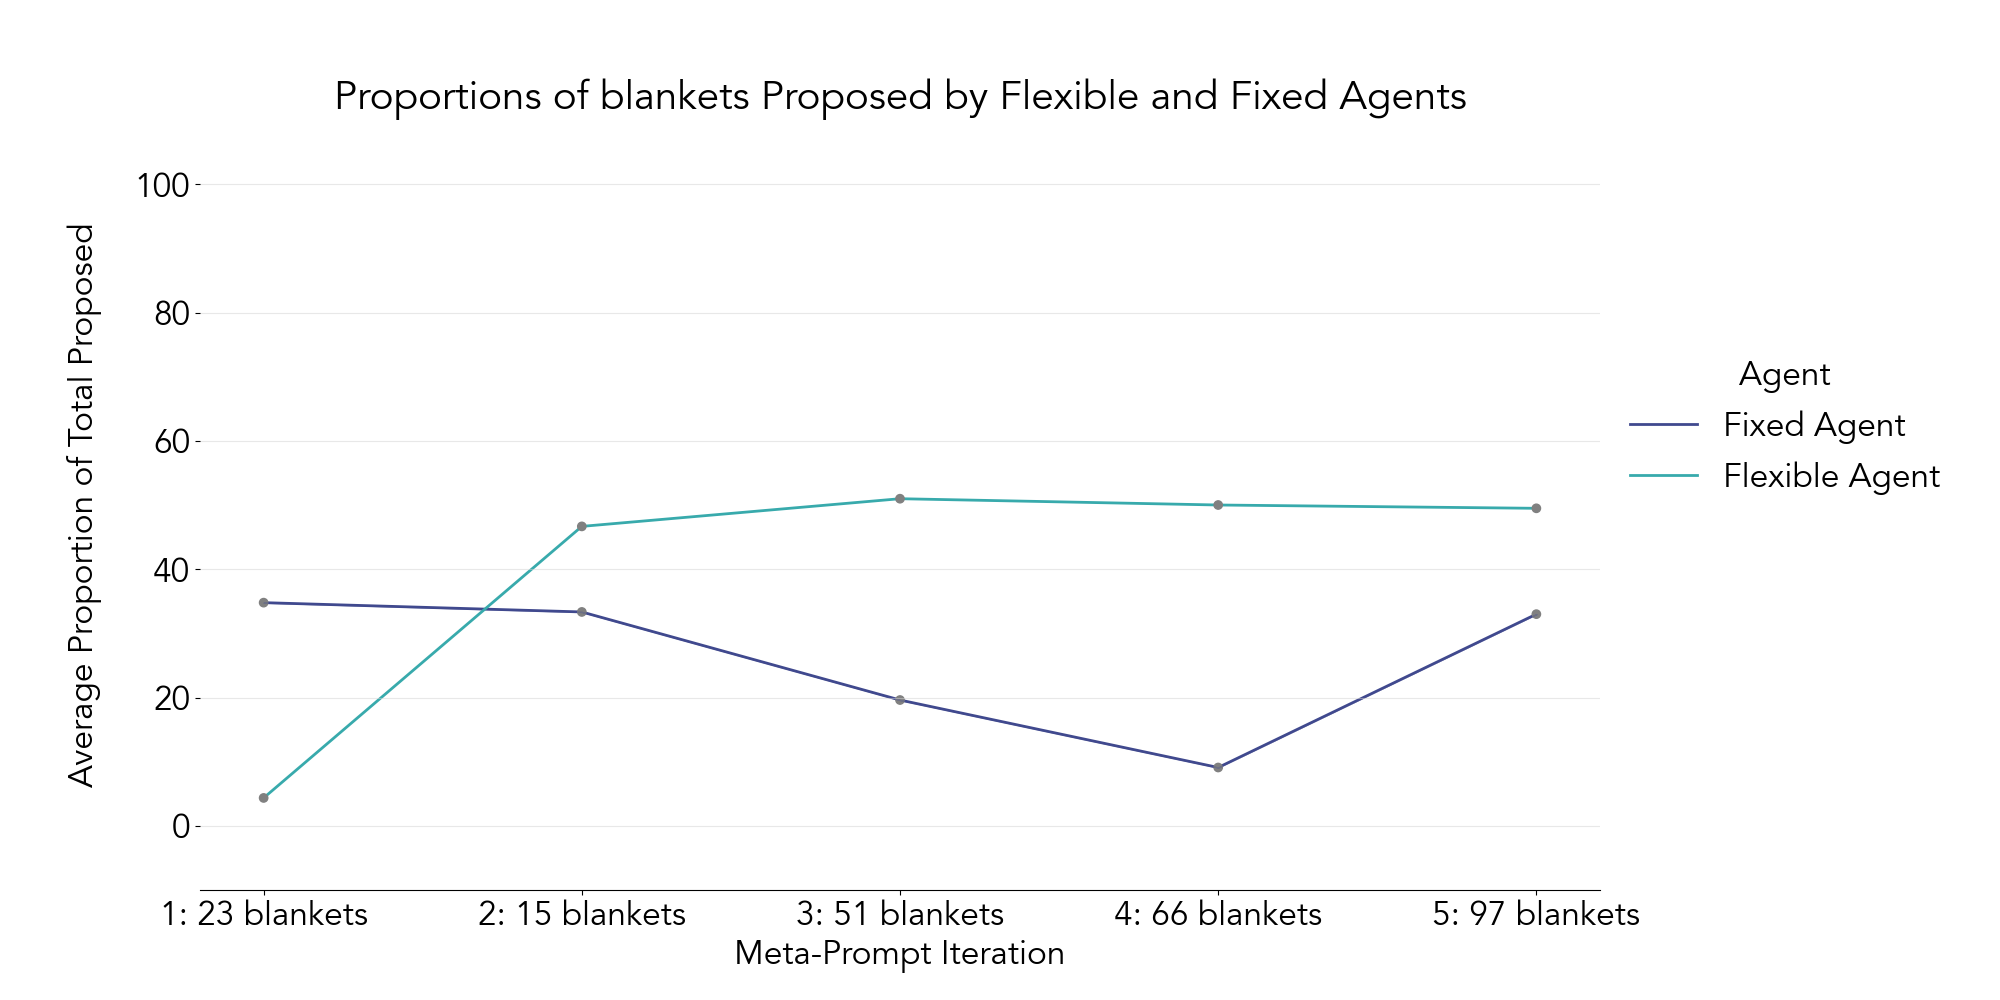 Proportions of blankets Proposed by Flexible and Fixed Agents
Average Proportion of Total Proposed
100
80
60
40
20
0
1: 23 blankets
2: 15 blankets
3: 51 blankets
4: 66 blankets
5: 97 blankets
Meta-Prompt Iteration
Agent
Fixed Agent
Flexible Agent